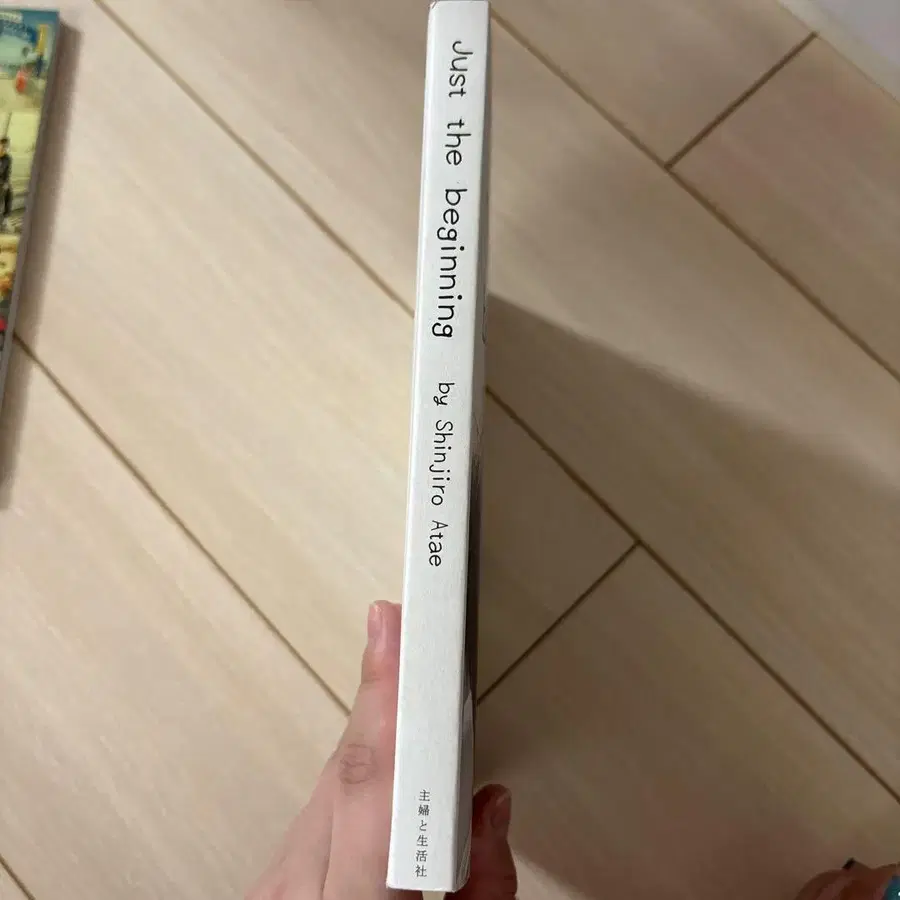 Just the beginning by Shinjiro Atae
主婦と生活社